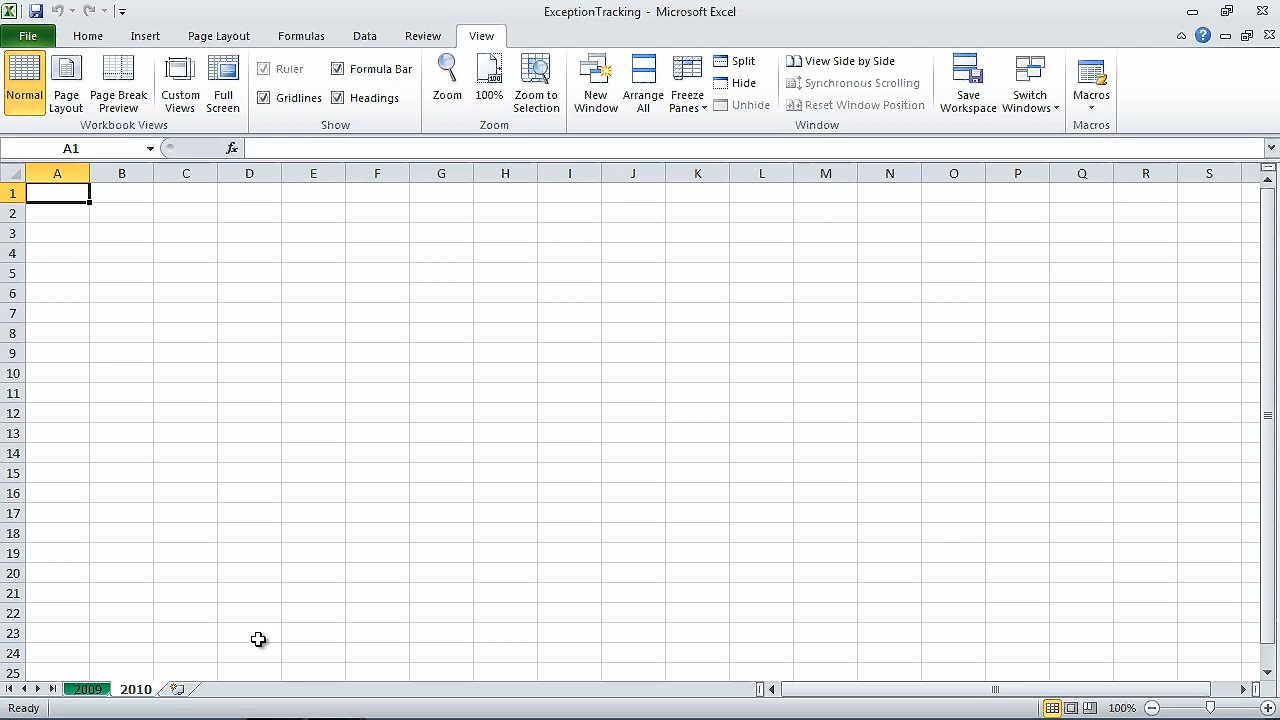 ExceptionTracking - Microsoft Excel
File Home Insert Page Layout Formulas Data Review View
Normal Page Layout Page Break Preview Custom Views Full Screen
Workbook Views
Ruler Formula Bar
Gridlines Headings
Show
Zoom 100% Zoom to Selection
Zoom
New Window Arrange All Freeze Panes
Split
Hide
Unhide
View Side by Side
Synchronous Scrolling
Reset Window Position
Window
Save Workspace Switch Windows
Macros
Macros
A1 fx
A B C D E F G H I J K L M N O P Q R S
1
2
3
4
5
6
7
8
9
10
11
12
13
14
15
16
17
18
19
20
21
22
23
24
25
2009 2010
Ready 100%